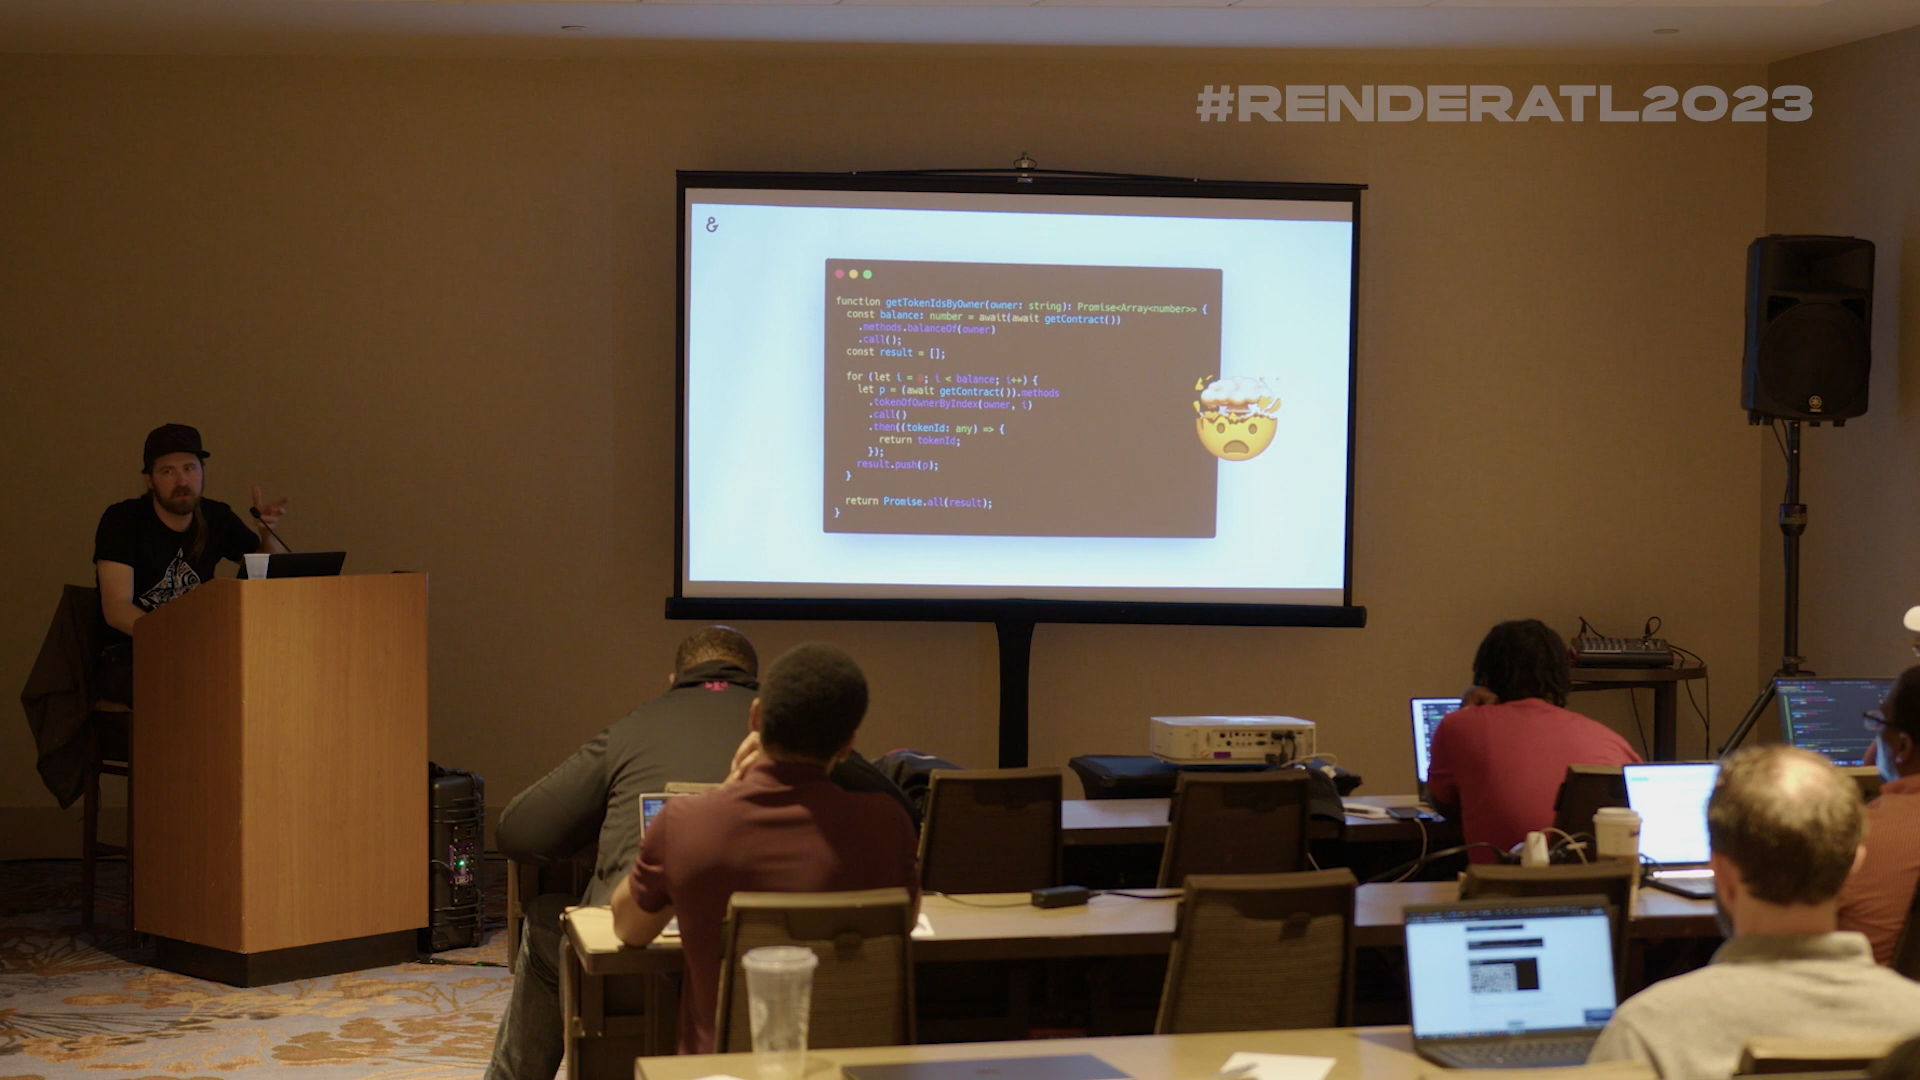 #RENDERATL2023
&
function getTokenIdsByOwner(owner: string): Promise<Array<number>> {
const balance: number = await(await getContract())
.methods.balanceOf(owner)
.call();
const result = [];
for (let i = 0; i < balance; i++) {
let p = (await getContract()).methods
.tokenOfOwnerByIndex(owner, i)
.call()
.then((tokenId: any) => {
return tokenId;
});
result.push(p);
}
return Promise.all(result);
}